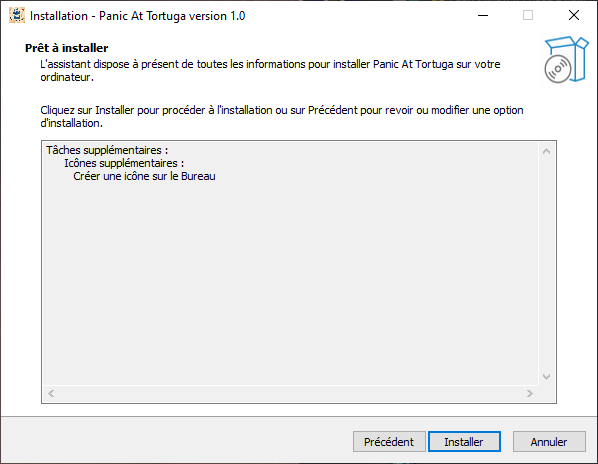 Installation - Panic At Tortuga version 1.0
Prêt à installer
L'assistant dispose à présent de toutes les informations pour installer Panic At Tortuga sur votre
ordinateur.
Cliquez sur Installer pour procéder à l'installation ou sur Précédent pour revoir ou modifier une option
d'installation.
Tâches supplémentaires :
Icônes supplémentaires :
Créer une icône sur le Bureau
Précédent
Installer
Annuler